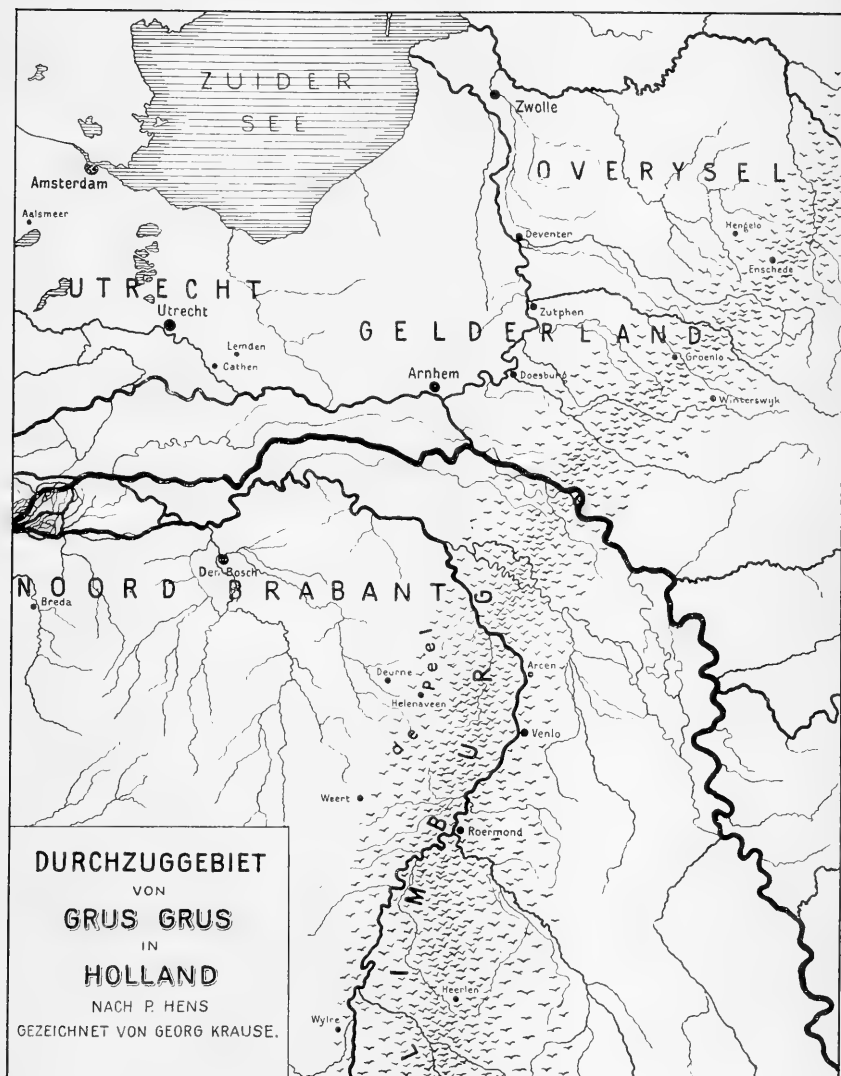 ZUIDER
SEE
Zwolle
OVERYSEL
Amsterdam
Aalsmeer
Hengelo
Deventer
Enschede
UTRECHT
Utrecht
Zutphen
GELDERLAND
Lemden
Cathen
Groenlo
Arnhem
Doesburg
Winterswijk
Der. Bosch
NOORD BRABANT
Breda
LIMBURG
de Peel
Deurne
Arcen
Helenaveen
Venlo
Weert
Roermond
Heerlen
Wylre
DURCHZUGGEBIET
VON
GRUS GRUS
IN
HOLLAND
NACH P. HENS
GEZEICHNET VON GEORG KRAUSE.